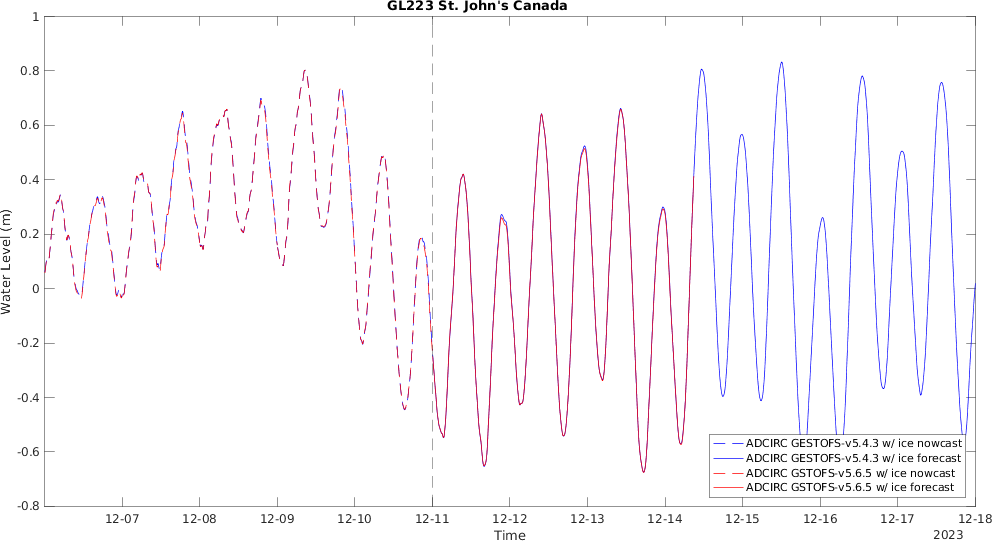 GL223 St. John's Canada
1
0.8
0.6
0.4
0.2
0
-0.2
-0.4
-0.6
-0.8
Water Level (m)
12-07 12-08 12-09 12-10 12-11 12-12 12-13 12-14 12-15 12-16 12-17 12-18
Time
2023
ADCIRC GESTOFS-v5.4.3 w/ ice nowcast
ADCIRC GESTOFS-v5.4.3 w/ ice forecast
ADCIRC GSTOFS-v5.6.5 w/ ice nowcast
ADCIRC GSTOFS-v5.6.5 w/ ice forecast